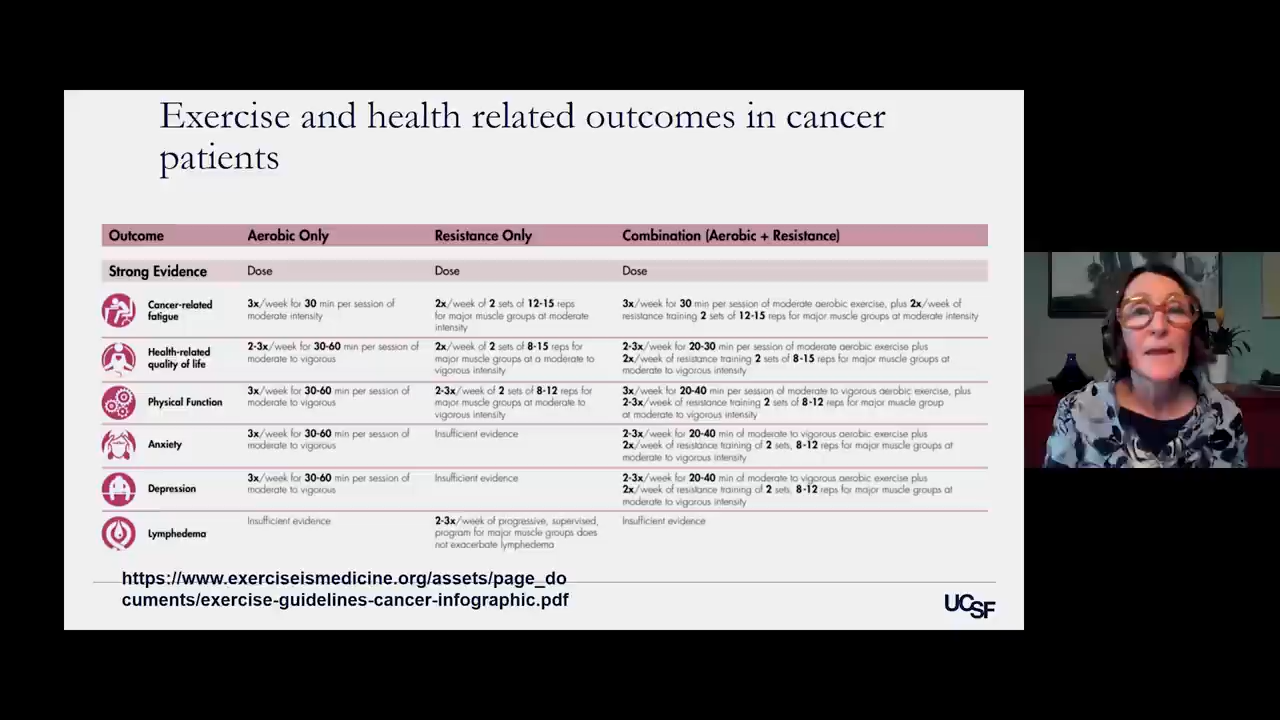 Exercise and health related outcomes in cancer
patients
Outcome Aerobic Only Resistance Only Combination (Aerobic + Resistance)
Strong Evidence Dose Dose Dose
Cancer-related
fatigue
3x/week for 30 min per session of
moderate intensity
2x/week of 2 sets of 12-15 reps
for major muscle groups at moderate
intensity
3x/week for 30 min per session of moderate aerobic exercise, plus 2x/week of
resistance training 2 sets of 12-15 reps for major muscle groups at moderate intensity
Health-related
quality of life
2-3x/week for 30-60 min per session of
moderate to vigorous
2x/week of 2 sets of 8-15 reps for
major muscle groups at a moderate to
vigorous intensity
2-3x/week for 20-30 min per session of moderate aerobic exercise plus
2x/week of resistance training 2 sets of 8-15 reps for major muscle groups at
moderate to vigorous intensity
Physical Function
3x/week for 30-60 min per session of
moderate to vigorous
2-3x/week of 2 sets of 8-12 reps for
major muscle groups at moderate to
vigorous intensity
3x/week for 20-40 min per session of moderate to vigorous aerobic exercise, plus
2-3x/week of resistance training 2 sets of 8-12 reps for major muscle group
at moderate to vigorous intensity
Anxiety
3x/week for 30-60 min per session of
moderate to vigorous
Insufficient evidence
2-3x/week for 20-40 min of moderate to vigorous aerobic exercise plus
2x/week of resistance training of 2 sets, 8-12 reps for major muscle groups at
moderate to vigorous intensity
Depression
3x/week for 30-60 min per session of
moderate to vigorous
Insufficient evidence
2-3x/week for 20-40 min of moderate to vigorous aerobic exercise plus
2x/week of resistance training of 2 sets, 8-12 reps for major muscle groups at
moderate to vigorous intensity
Lymphedema
Insufficient evidence
2-3x/week of progressive, supervised,
program for major muscle groups does
not exacerbate lymphedema
Insufficient evidence
https://www.exerciseismedicine.org/assets/page_do
cuments/exercise-guidelines-cancer-infographic.pdf
UCSF